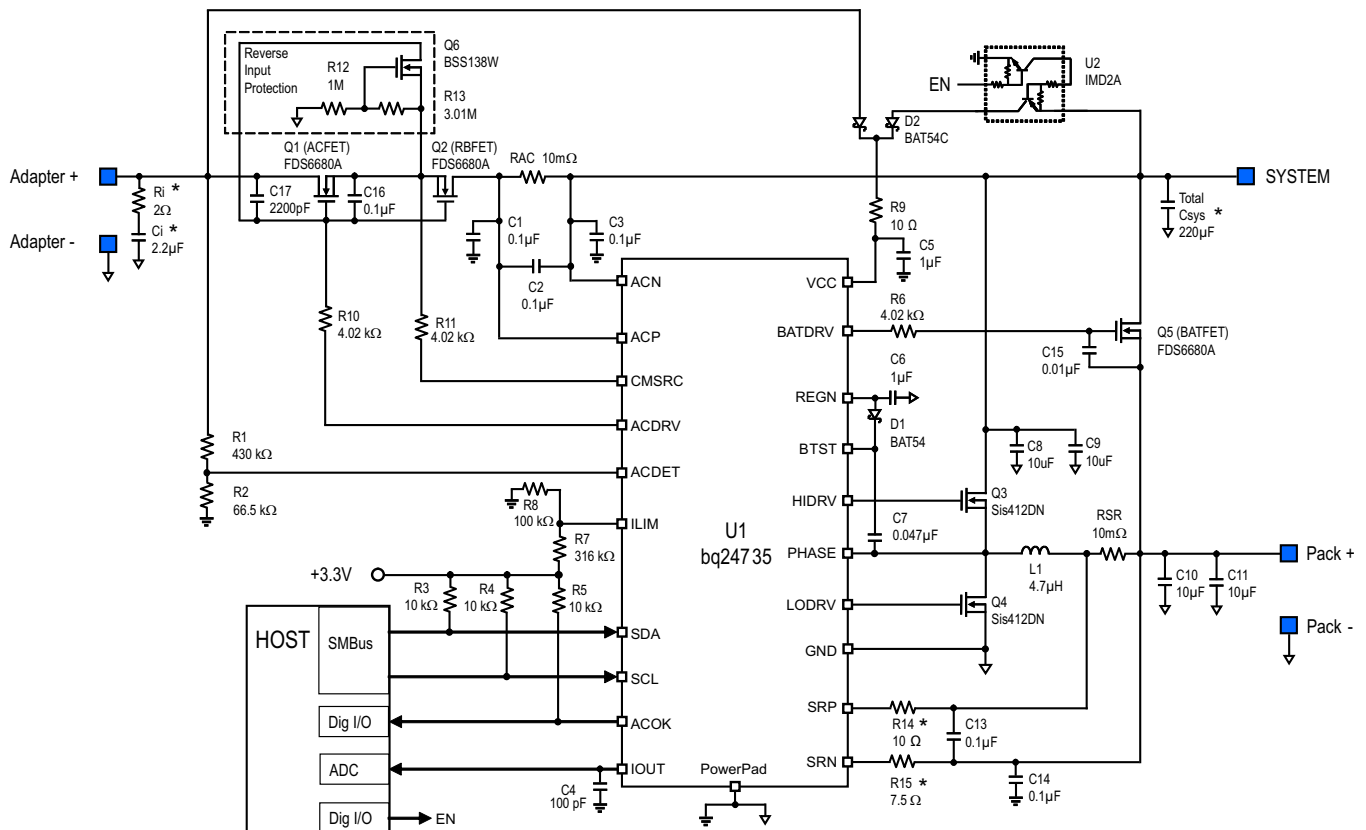 Reverse
Input
Protection
Q6
BSS138W
R12
1M
R13
3.01M
EN
U2
IMD2A
D2
BAT54C
Q1 (ACFET)
FDS6680A
Q2 (RBFET)
FDS6680A
RAC 10mΩ
Adapter +
Adapter -
Ri *
2Ω
Ci *
2.2µF
C17
2200pF
C16
0.1µF
SYSTEM
Total
Csys *
220µF
R9
10 Ω
C5
1µF
C1
0.1µF
C3
0.1µF
C2
0.1µF
R10
4.02 kΩ
R11
4.02 kΩ
ACN
ACP
CMSRC
ACDRV
ACDET
ILIM
SDA
SCL
ACOK
IOUT
U1
bq24735
PowerPad
VCC
BATDRV
REGN
BTST
HIDRV
PHASE
LODRV
GND
SRP
SRN
R6
4.02 kΩ
C15
0.01µF
Q5 (BATFET)
FDS6680A
C6
1µF
D1
BAT54
R1
430 kΩ
R2
66.5 kΩ
R8
100 kΩ
R7
316 kΩ
C8
10uF
C9
10uF
Q3
Sis412DN
C7
0.047µF
RSR
10mΩ
L1
4.7µH
Q4
Sis412DN
C10
10µF
C11
10µF
Pack +
Pack -
+3.3V
R3
10 kΩ
R4
10 kΩ
R5
10 kΩ
HOST
SMBus
Dig I/O
ADC
Dig I/O
EN
C4
100 pF
R14 *
10 Ω
C13
0.1µF
R15 *
7.5 Ω
C14
0.1µF